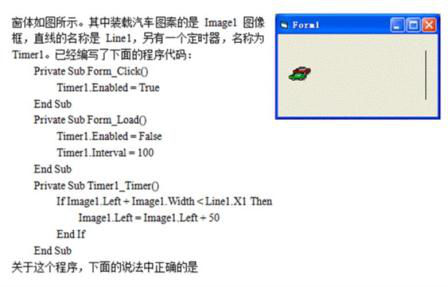 窗体如图所示。其中装载汽车图案的是 Image1 图像
框，直线的名称是 Line1，另有一个定时器，名称为
Timer1。已经编写了下面的程序代码：
Private Sub Form_Click()
Timer1.Enabled = True
End Sub
Private Sub Form_Load()
Timer1.Enabled = False
Timer1.Interval = 100
End Sub
Private Sub Timer1_Timer()
If Image1.Left + Image1.Width < Line1.X1 Then
Image1.Left = Image1.Left + 50
End If
End Sub
关于这个程序，下面的说法中正确的是
Form1